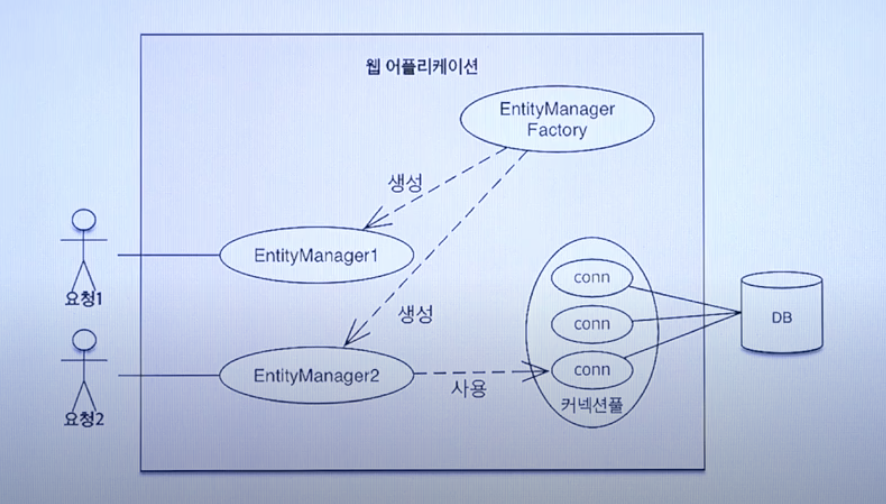 웹 어플리케이션
EntityManager
Factory
생성
EntityManager1
요청1
conn
생성
conn
DB
EntityManager2
사용
conn
커넥션풀
요청2